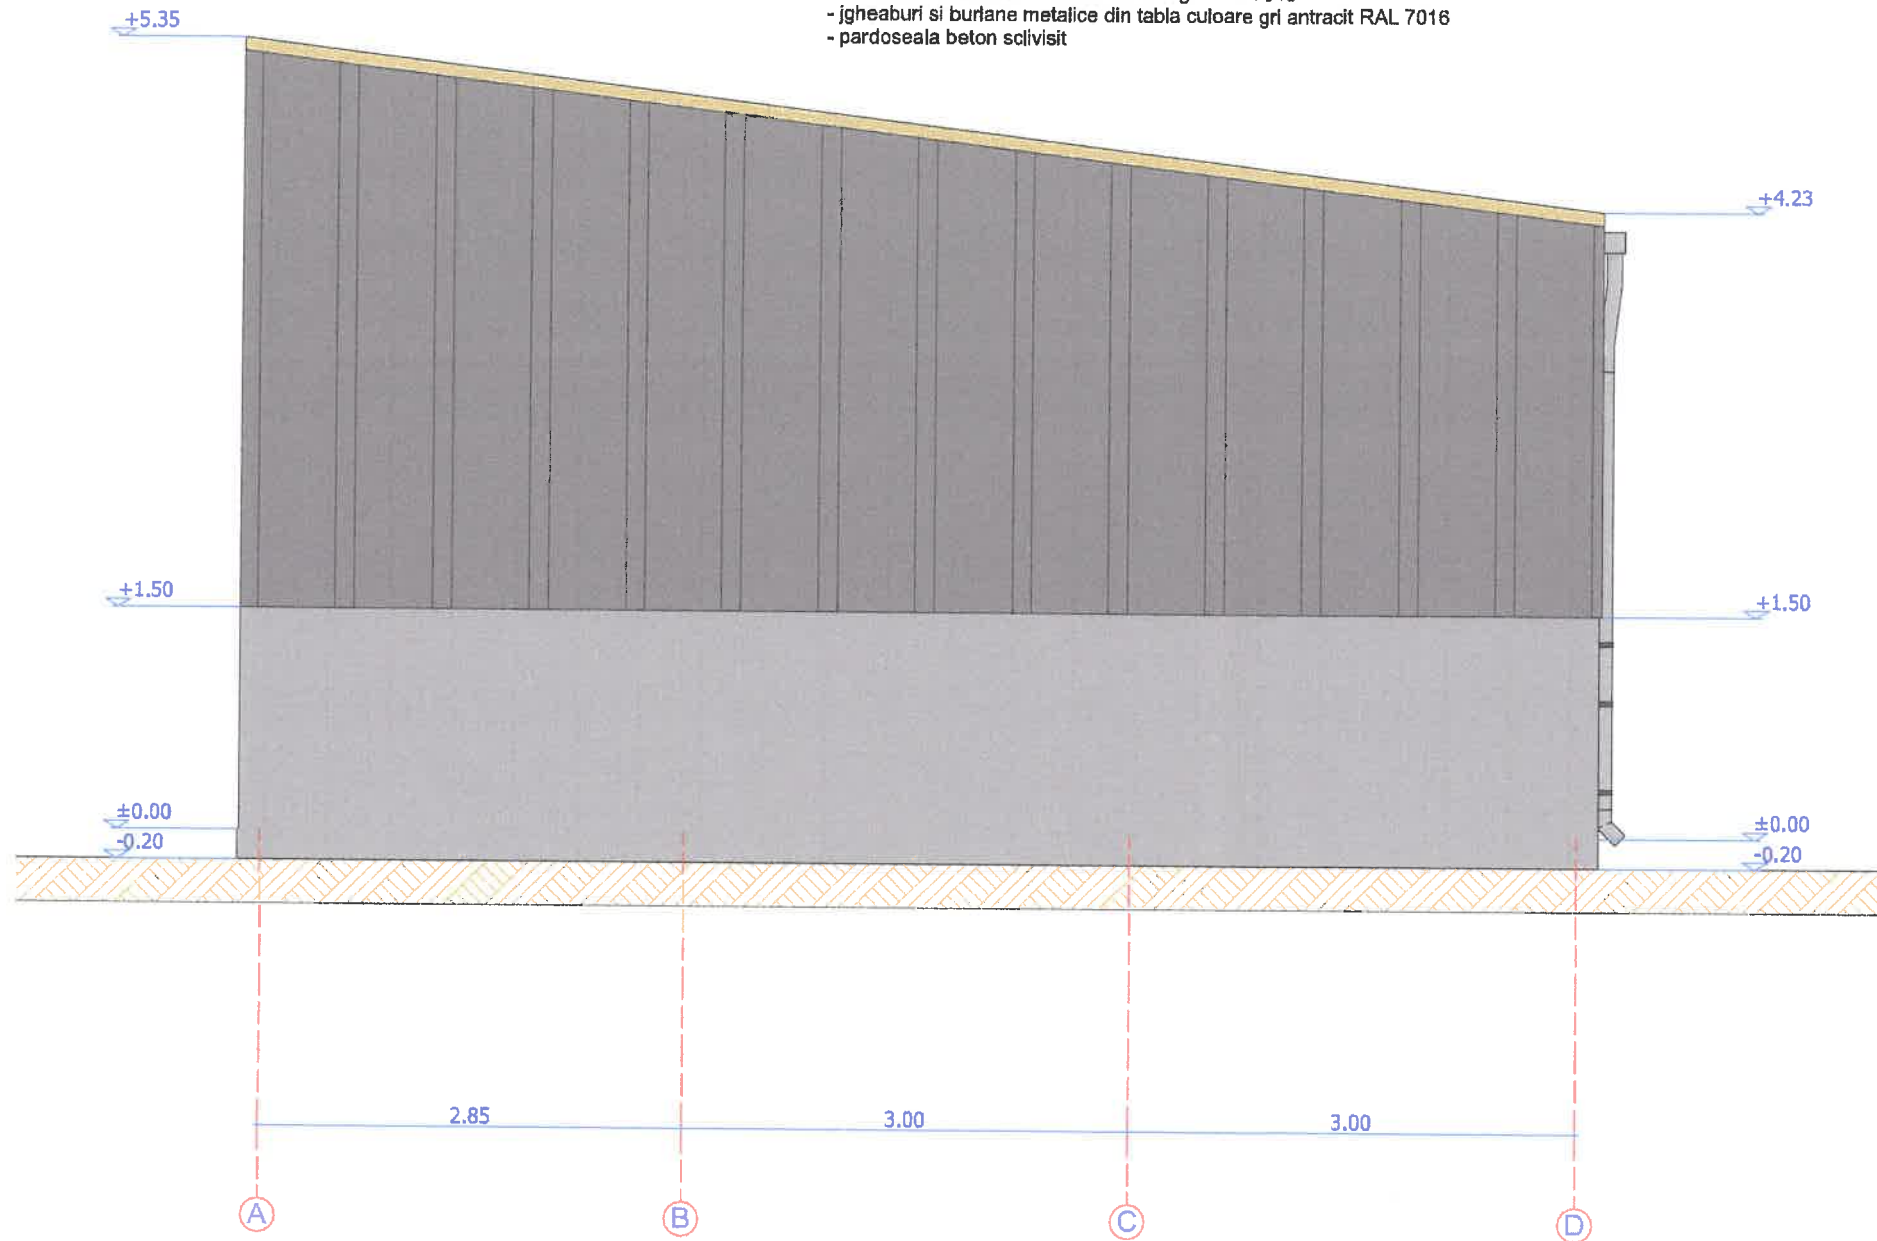 - jgheaburi si burlane metalice din tabla culoare gri antracit RAL 7016
- pardoseala beton sclivisit
+5.35
+4.23
+1.50
+1.50
±0.00
-0.20
±0.00
-0.20
2.85
3.00
3.00
A
B
C
D